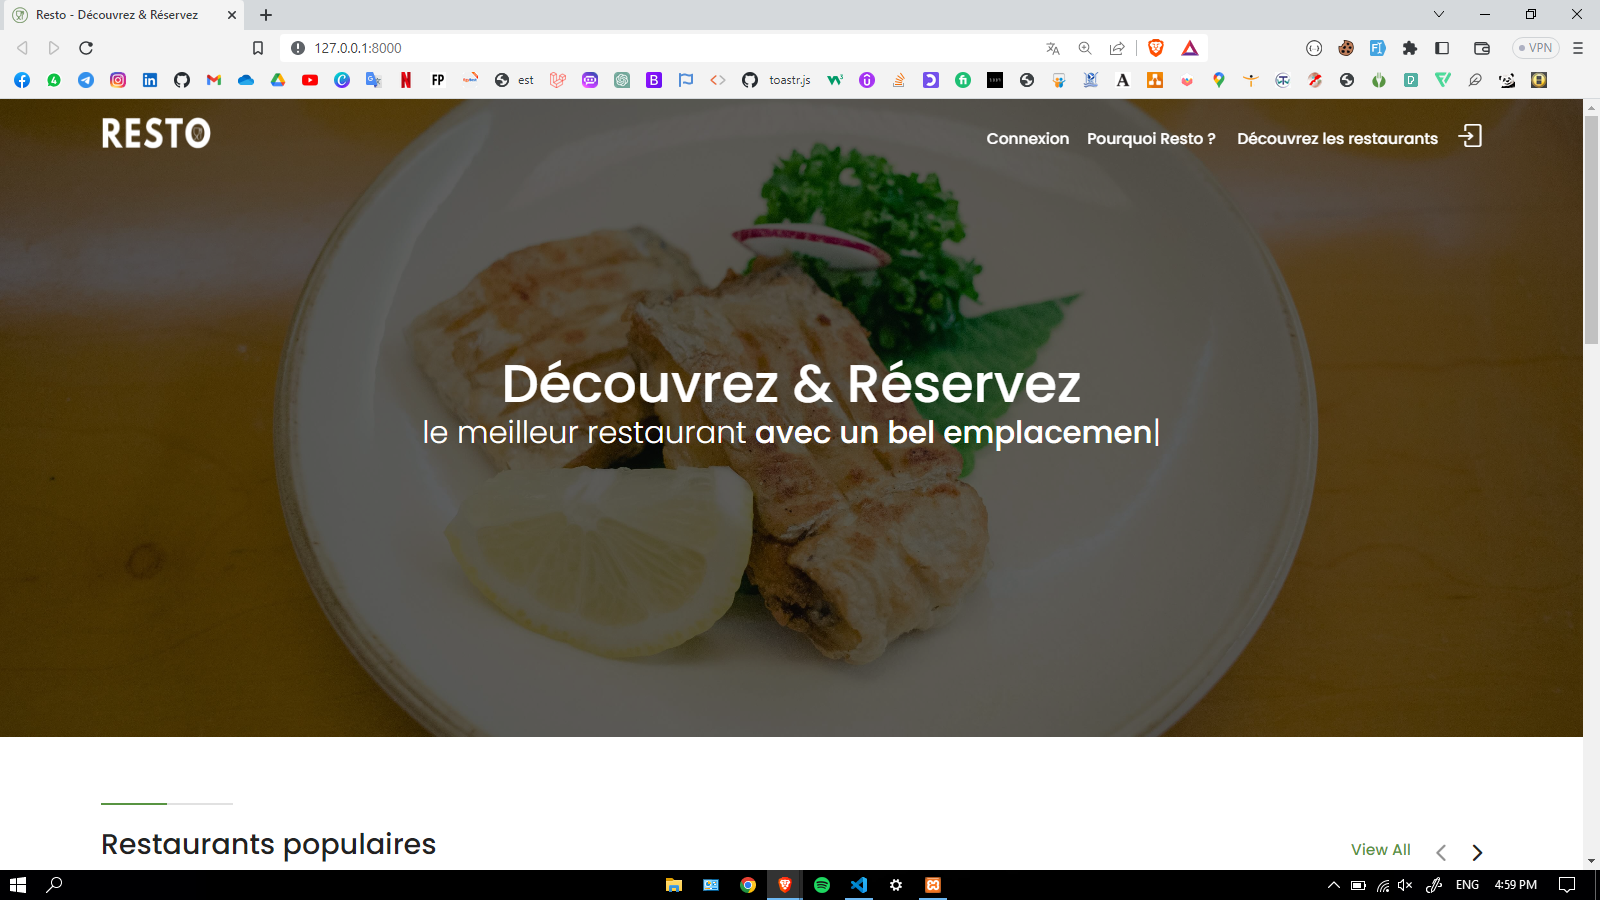 Resto - Découvrez & Réservez
127.0.0.1:8000
VPN
est
toastr.js
RESTO
Connexion
Pourquoi Resto ?
Découvrez les restaurants
Découvrez & Réservez
le meilleur restaurant avec un bel emplacemen|
Restaurants populaires
View All
ENG
4:59 PM